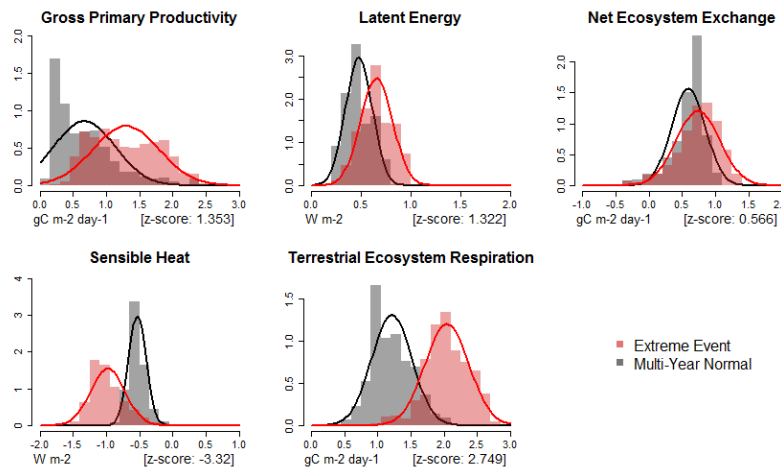 Gross Primary Productivity
2.0
1.5
1.0
0.5
0.0
0.0 0.5 1.0 1.5 2.0 2.5 3.0
gC m-2 day-1 [z-score: 1.353]
Latent Energy
3.0
2.0
1.0
0.0
0.0 0.5 1.0 1.5 2.0
W m-2 [z-score: 1.322]
Net Ecosystem Exchange
2.0
1.5
1.0
0.5
0.0
-1.0 -0.5 0.0 0.5 1.0 1.5 2.0
gC m-2 day-1 [z-score: 0.566]
Sensible Heat
4
3
2
1
0
-2.0 -1.5 -1.0 -0.5 0.0 0.5 1.0
W m-2 [z-score: -3.32]
Terrestrial Ecosystem Respiration
1.5
1.0
0.5
0.0
0.0 0.5 1.0 1.5 2.0 2.5 3.0
gC m-2 day-1 [z-score: 2.749]
Extreme Event
Multi-Year Normal